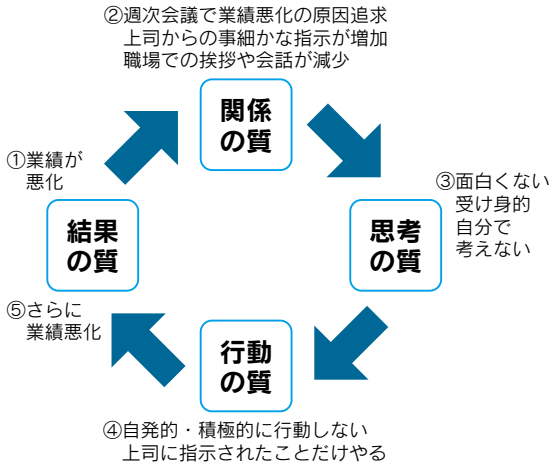 ②週次会議で業績悪化の原因追求
上司からの事細かな指示が増加
職場での挨拶や会話が減少
関係
の質
①業績が
悪化
③面白くない
受け身的
自分で
考えない
結果
の質
思考
の質
⑤さらに
業績悪化
行動
の質
④自発的・積極的に行動しない
上司に指示されたことだけやる